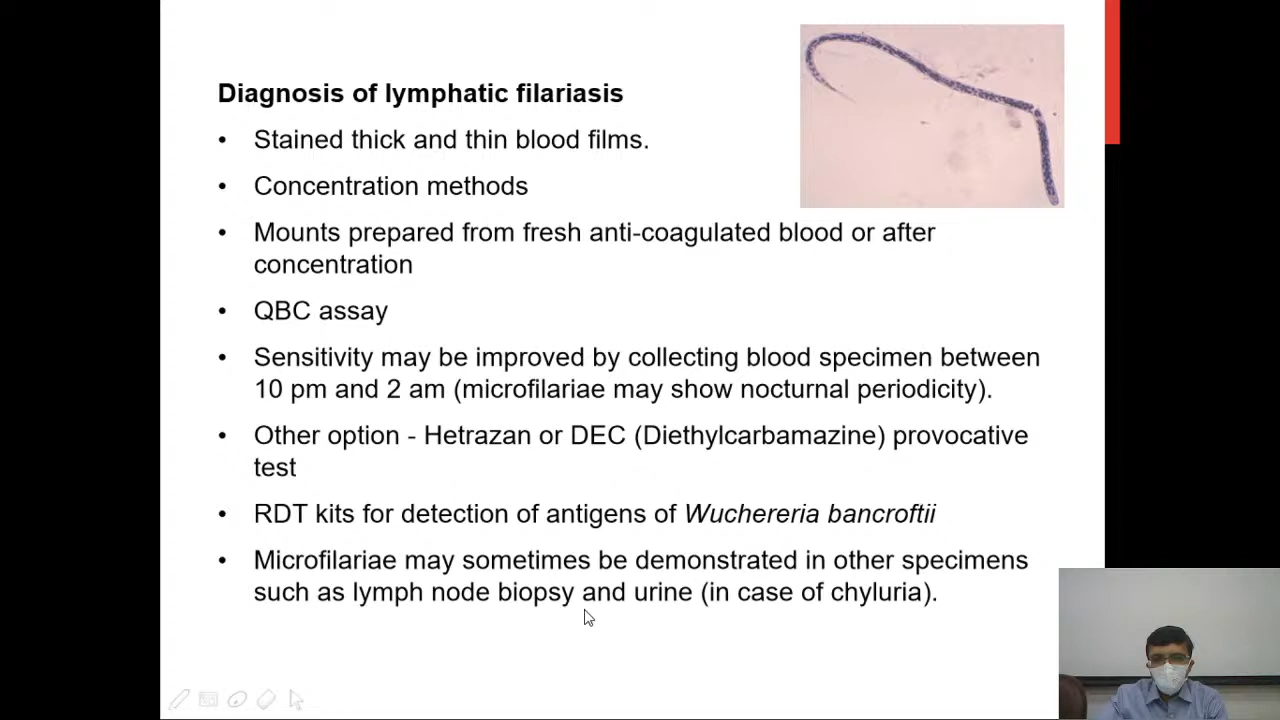 Diagnosis of lymphatic filariasis
• Stained thick and thin blood films.
• Concentration methods
• Mounts prepared from fresh anti-coagulated blood or after
concentration
• QBC assay
• Sensitivity may be improved by collecting blood specimen between
10 pm and 2 am (microfilariae may show nocturnal periodicity).
• Other option - Hetrazan or DEC (Diethylcarbamazine) provocative
test
• RDT kits for detection of antigens of Wuchereria bancroftii
• Microfilariae may sometimes be demonstrated in other specimens
such as lymph node biopsy and urine (in case of chyluria).